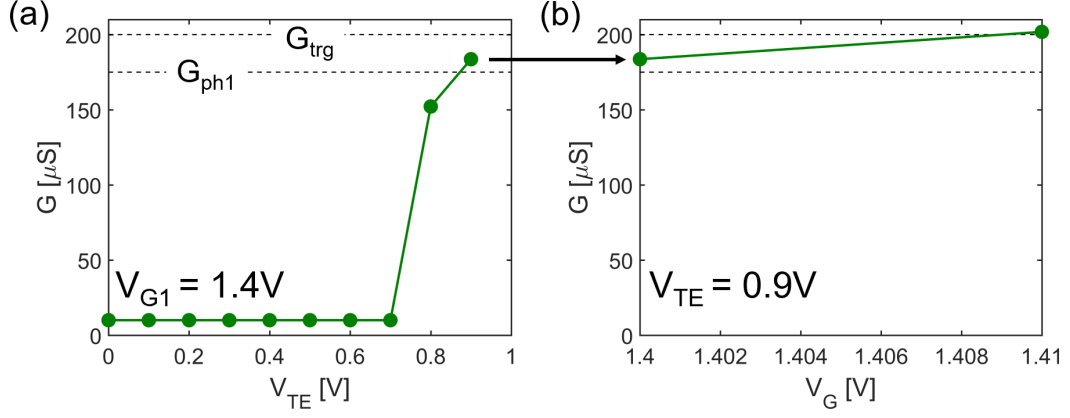 (a)
(b)
G_trg
G_ph1
200
150
100
50
0
G [μS]
V_G1 = 1.4V
0 0.2 0.4 0.6 0.8 1
V_TE [V]
200
150
100
50
0
G [μS]
V_TE = 0.9V
1.4 1.402 1.404 1.406 1.408 1.41
V_G [V]